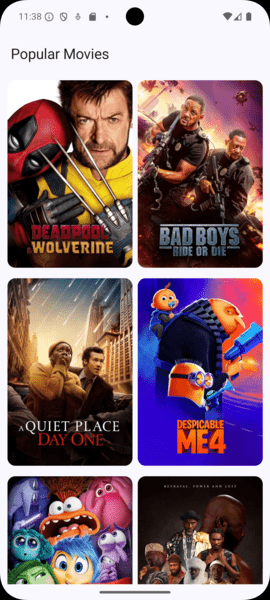 11:38
Popular Movies
DEADPOOL
WOLVERINE
BAD BOYS
RIDE OR DIE
A QUIET PLACE
DAY ONE
DESPICABLE
ME4
BETRAYAL, POWER AND LUST